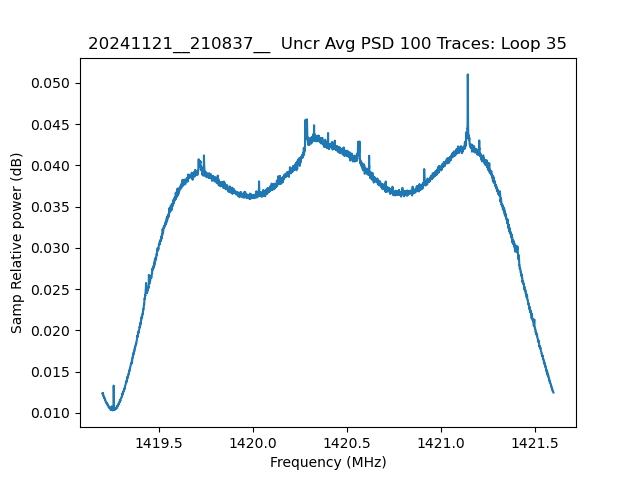 20241121__210837__  Uncr Avg PSD 100 Traces: Loop 35
Samp Relative power (dB)
0.050
0.045
0.040
0.035
0.030
0.025
0.020
0.015
0.010
1419.5 1420.0 1420.5 1421.0 1421.5
Frequency (MHz)